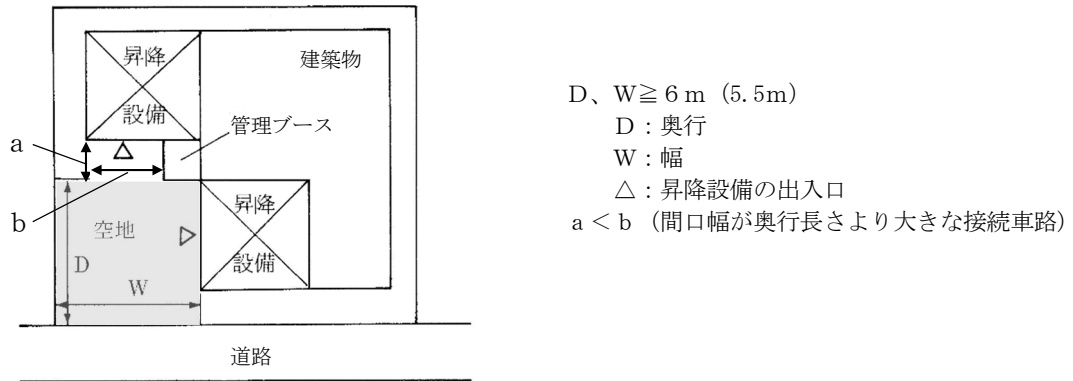 昇降
設備
建築物
管理ブース
a
b
昇降
設備
空地
D
W
道路
D、W≧6m (5.5m)
D：奥行
W：幅
△：昇降設備の出入口
a＜b (間口幅が奥行長さより大きな接続車路)